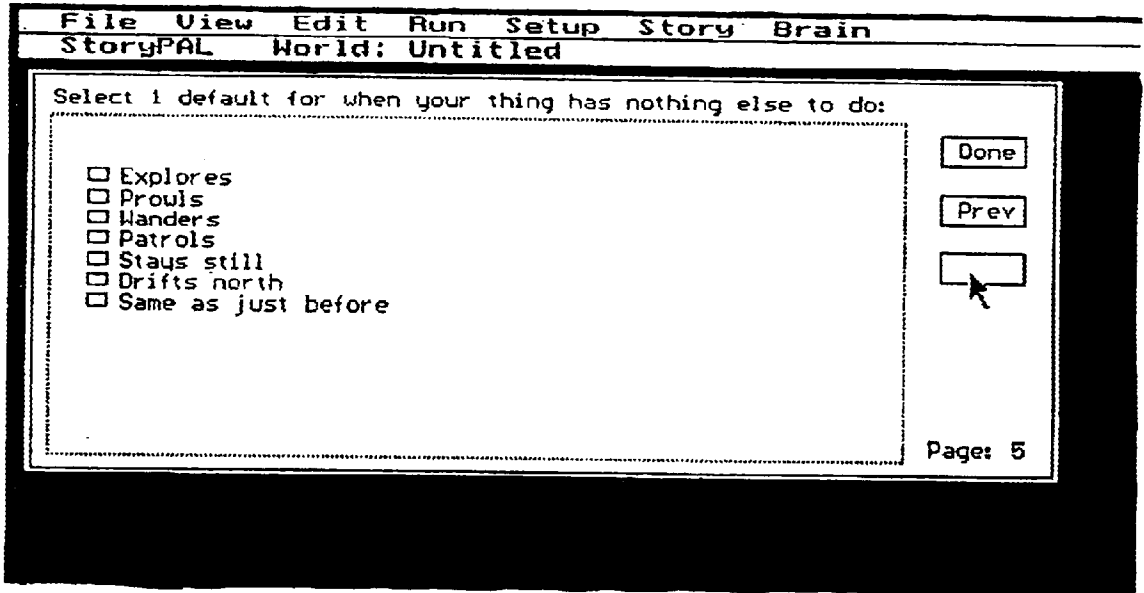 File View Edit Run Setup Story Brain
StoryPAL World: Untitled
Select 1 default for when your thing has nothing else to do:
Explores
Prowls
Wanders
Patrols
Stays still
Drifts north
Same as just before
Done
Prev
Page: 5